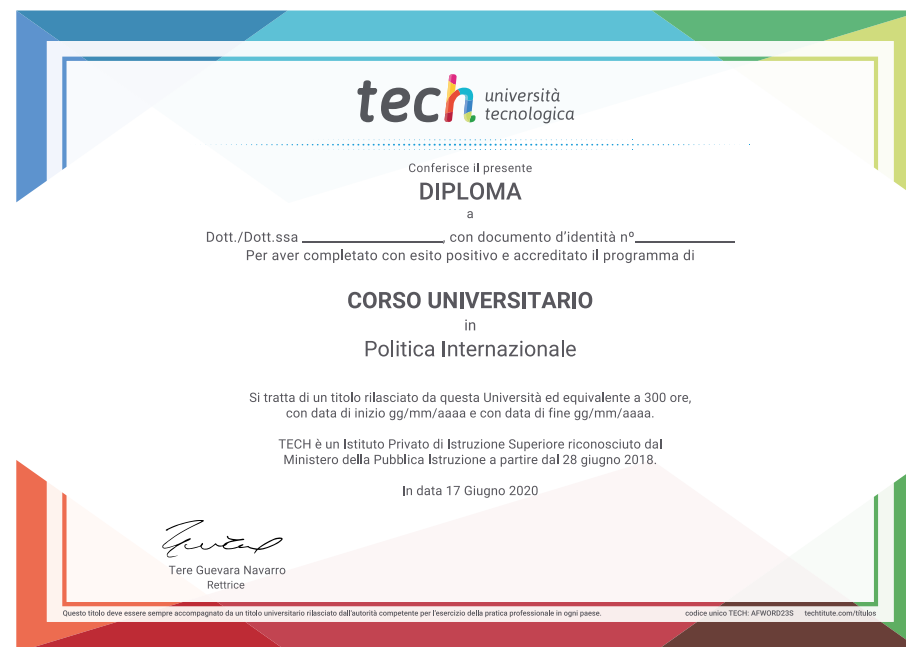 tech università
tecnologica
Conferisce il presente
DIPLOMA
a
Dott./Dott.ssa ____________________, con documento d'identità nº______________
Per aver completato con esito positivo e accreditato il programma di
CORSO UNIVERSITARIO
in
Politica Internazionale
Si tratta di un titolo rilasciato da questa Università ed equivalente a 300 ore,
con data di inizio gg/mm/aaaa e con data di fine gg/mm/aaaa.
TECH è un Istituto Privato di Istruzione Superiore riconosciuto dal
Ministero della Pubblica Istruzione a partire dal 28 giugno 2018.
In data 17 Giugno 2020
Tere Guevara Navarro
Rettrice
Questo titolo deve essere sempre accompagnato da un titolo universitario rilasciato dall'autorità competente per l'esercizio della pratica professionale in ogni paese. codice unico TECH: AFWORD23S techtitute.com/títulos